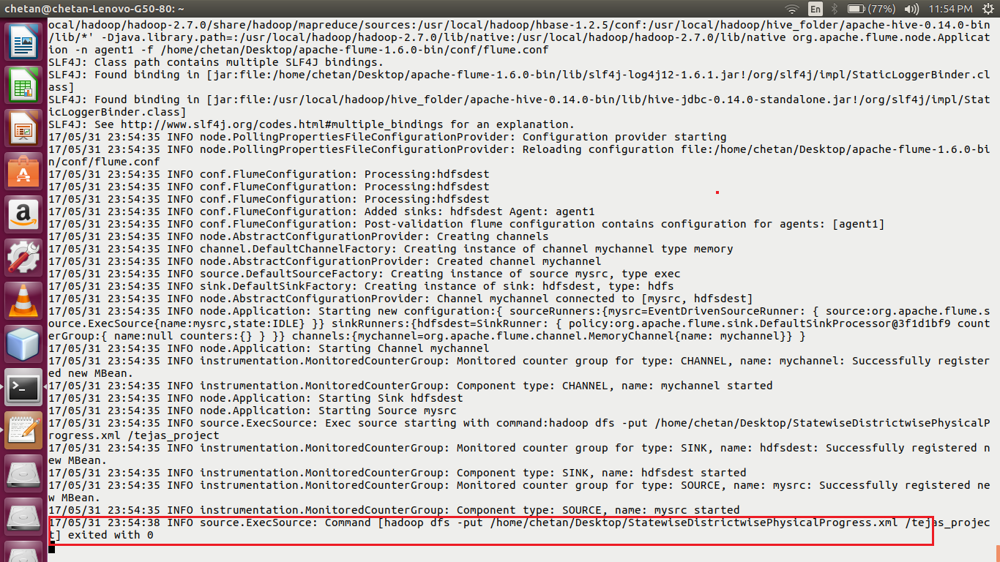 chetan@chetan-Lenovo-G50-80: ~
En
(77%)
11:54 PM
ocal/hadoop/hadoop-2.7.0/share/hadoop/mapreduce/sources:/usr/local/hadoop/hbase-1.2.5/conf:/usr/local/hadoop/hive_folder/apache-hive-0.14.0-bin
/lib/*' -Djava.library.path=:/usr/local/hadoop/hadoop-2.7.0/lib/native:/usr/local/hadoop/hadoop-2.7.0/lib/native org.apache.flume.node.Applicat
ion -n agent1 -f /home/chetan/Desktop/apache-flume-1.6.0-bin/conf/flume.conf
SLF4J: Class path contains multiple SLF4J bindings.
SLF4J: Found binding in [jar:file:/home/chetan/Desktop/apache-flume-1.6.0-bin/lib/slf4j-log4j12-1.6.1.jar!/org/slf4j/impl/StaticLoggerBinder.cl
ass]
SLF4J: Found binding in [jar:file:/usr/local/hadoop/hive_folder/apache-hive-0.14.0-bin/lib/hive-jdbc-0.14.0-standalone.jar!/org/slf4j/impl/Stat
icLoggerBinder.class]
SLF4J: See http://www.slf4j.org/codes.html#multiple_bindings for an explanation.
17/05/31 23:54:35 INFO node.PollingPropertiesFileConfigurationProvider: Configuration provider starting
17/05/31 23:54:35 INFO node.PollingPropertiesFileConfigurationProvider: Reloading configuration file:/home/chetan/Desktop/apache-flume-1.6.0-bi
n/conf/flume.conf
17/05/31 23:54:35 INFO conf.FlumeConfiguration: Processing:hdfsdest
17/05/31 23:54:35 INFO conf.FlumeConfiguration: Processing:hdfsdest
17/05/31 23:54:35 INFO conf.FlumeConfiguration: Processing:hdfsdest
17/05/31 23:54:35 INFO conf.FlumeConfiguration: Added sinks: hdfsdest Agent: agent1
17/05/31 23:54:35 INFO conf.FlumeConfiguration: Post-validation flume configuration contains configuration for agents: [agent1]
17/05/31 23:54:35 INFO node.AbstractConfigurationProvider: Creating channels
17/05/31 23:54:35 INFO channel.DefaultChannelFactory: Creating instance of channel mychannel type memory
17/05/31 23:54:35 INFO node.AbstractConfigurationProvider: Created channel mychannel
17/05/31 23:54:35 INFO source.DefaultSourceFactory: Creating instance of source mysrc, type exec
17/05/31 23:54:35 INFO sink.DefaultSinkFactory: Creating instance of sink: hdfsdest, type: hdfs
17/05/31 23:54:35 INFO node.AbstractConfigurationProvider: Channel mychannel connected to [mysrc, hdfsdest]
17/05/31 23:54:35 INFO node.Application: Starting new configuration:{ sourceRunners:{mysrc=EventDrivenSourceRunner: { source:org.apache.flume.s
ource.ExecSource{name:mysrc,state:IDLE} }} sinkRunners:{hdfsdest=SinkRunner: { policy:org.apache.flume.sink.DefaultSinkProcessor@3f1d1bf9 count
erGroup:{ name:null counters:{} } }} channels:{mychannel=org.apache.flume.channel.MemoryChannel{name: mychannel}} }
17/05/31 23:54:35 INFO node.Application: Starting Channel mychannel
17/05/31 23:54:35 INFO instrumentation.MonitoredCounterGroup: Monitored counter group for type: CHANNEL, name: mychannel: Successfully register
ed new MBean.
17/05/31 23:54:35 INFO instrumentation.MonitoredCounterGroup: Component type: CHANNEL, name: mychannel started
17/05/31 23:54:35 INFO node.Application: Starting Sink hdfsdest
17/05/31 23:54:35 INFO node.Application: Starting Source mysrc
17/05/31 23:54:35 INFO source.ExecSource: Exec source starting with command:hadoop dfs -put /home/chetan/Desktop/StatewiseDistrictwisePhysicalP
rogress.xml /tejas_project
17/05/31 23:54:35 INFO instrumentation.MonitoredCounterGroup: Monitored counter group for type: SINK, name: hdfsdest: Successfully registered n
ew MBean.
17/05/31 23:54:35 INFO instrumentation.MonitoredCounterGroup: Component type: SINK, name: hdfsdest started
17/05/31 23:54:35 INFO instrumentation.MonitoredCounterGroup: Monitored counter group for type: SOURCE, name: mysrc: Successfully registered ne
w MBean.
17/05/31 23:54:35 INFO instrumentation.MonitoredCounterGroup: Component type: SOURCE, name: mysrc started
17/05/31 23:54:38 INFO source.ExecSource: Command [hadoop dfs -put /home/chetan/Desktop/StatewiseDistrictwisePhysicalProgress.xml /tejas_projec
t] exited with 0